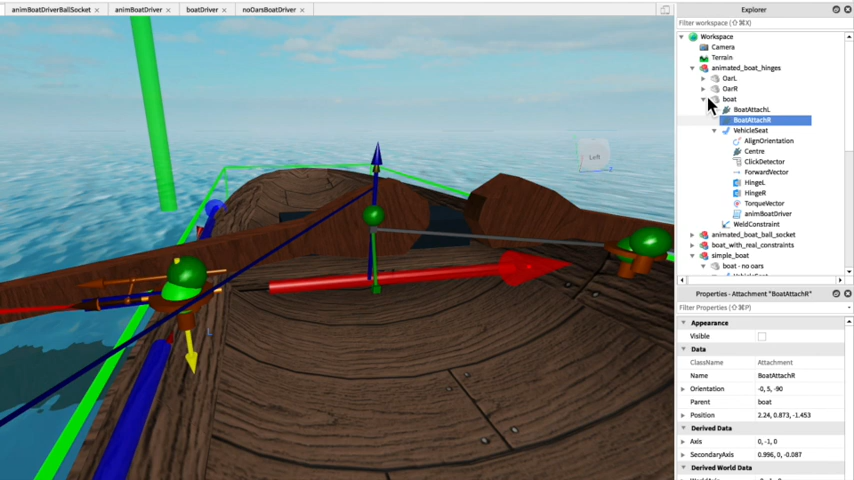 animBoatDriverBallSocket ×
animBoatDriver ×
boatDriver ×
noOarsBoatDriver ×
Explorer
Filter workspace (⇧⌘X)
Workspace
Camera
Terrain
animated_boat_hinges
OarL
OarR
boat
BoatAttachL
BoatAttachR
VehicleSeat
AlignOrientation
Centre
ClickDetector
ForwardVector
HingeL
HingeR
TorqueVector
animBoatDriver
WeldConstraint
animated_boat_ball_socket
boat_with_real_constraints
simple_boat
boat - no oars
Left
Z
L
Properties - Attachment "BoatAttachR"
Filter Properties (⇧⌘P)
Appearance
Visible
Data
ClassName Attachment
Name BoatAttachR
Orientation -0, 5, -90
Parent boat
Position 2.24, 0.873, -1.453
Derived Data
Axis 0, -1, 0
SecondaryAxis 0.996, 0, -0.087
Derived World Data